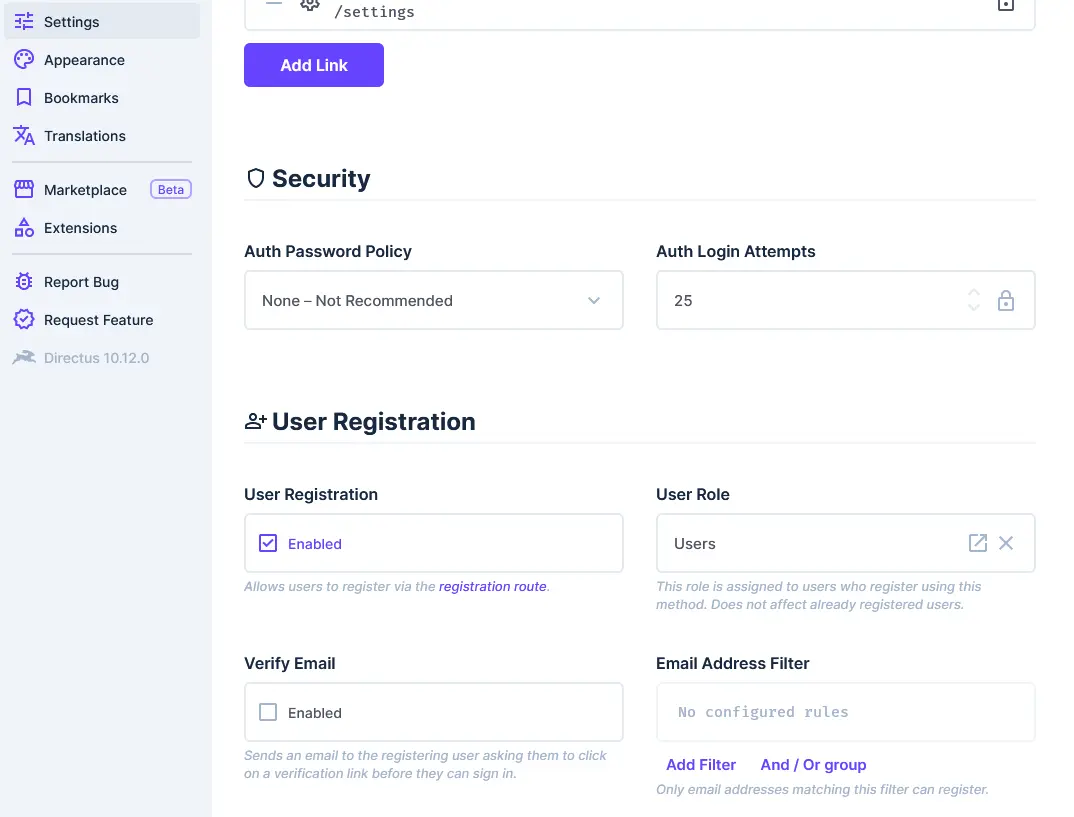 Settings
Appearance
Bookmarks
Translations
Marketplace Beta
Extensions
Report Bug
Request Feature
Directus 10.12.0
/settings
Add Link
Security
Auth Password Policy
None – Not Recommended
Auth Login Attempts
25
User Registration
User Registration
Enabled
Allows users to register via the registration route.
User Role
Users
This role is assigned to users who register using this
method. Does not affect already registered users.
Verify Email
Enabled
Sends an email to the registering user asking them to click
on a verification link before they can sign in.
Email Address Filter
No configured rules
Add Filter And / Or group
Only email addresses matching this filter can register.